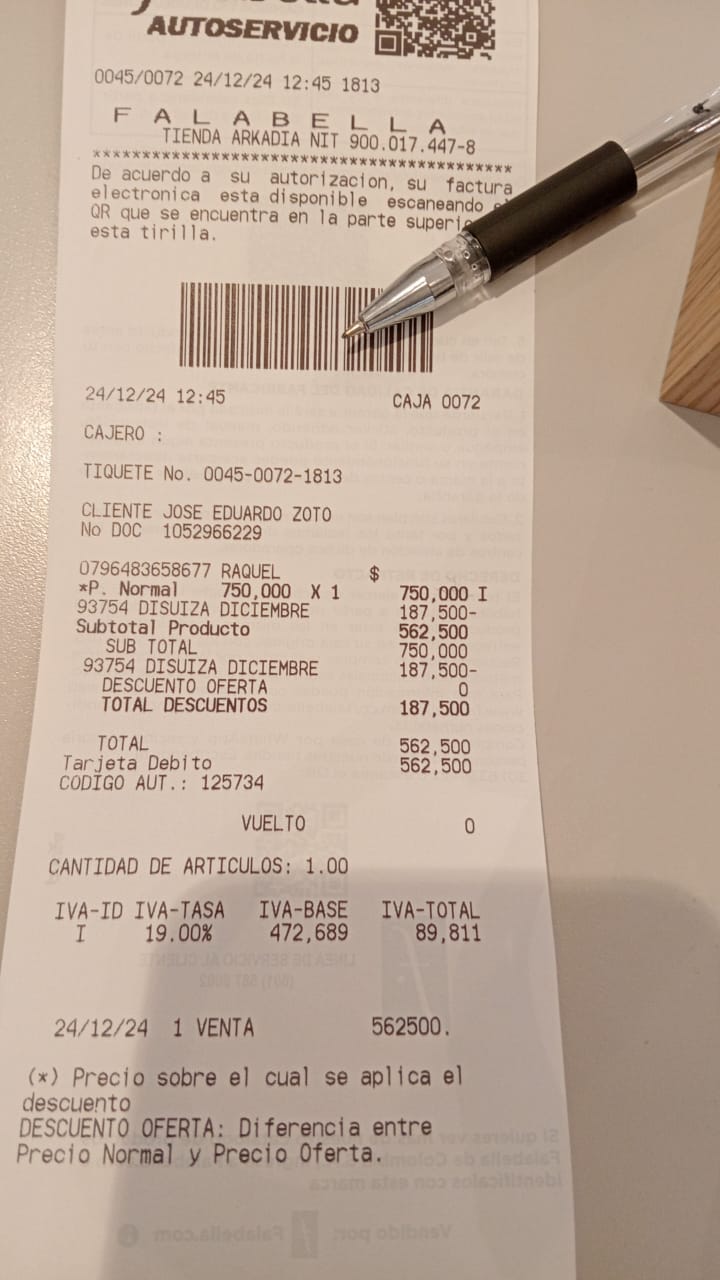 AUTOSERVICIO
0045/0072 24/12/24 12:45 1813
F A L A B E L L A
TIENDA ARKADIA NIT 900.017.447-8
******************************************
De acuerdo a su autorizacion, su factura
electronica esta disponible escaneando
QR que se encuentra en la parte
esta tirilla.
24/12/24 12:45 CAJA 0072
CAJERO :
TIQUETE No. 0045-0072-1813
CLIENTE JOSE EDUARDO ZOTO
No DOC 1052966229
0796483658677 RAQUEL $
*P. Normal 750,000 X 1 750,000 I
93754 DISUIZA DICIEMBRE 187,500-
Subtotal Producto 562,500
SUB TOTAL 750,000
93754 DISUIZA DICIEMBRE 187,500-
DESCUENTO OFERTA 0
TOTAL DESCUENTOS 187,500
TOTAL 562,500
Tarjeta Debito 562,500
CODIGO AUT.: 125734
VUELTO 0
CANTIDAD DE ARTICULOS: 1.00
IVA-ID IVA-TASA IVA-BASE IVA-TOTAL
I 19.00% 472,689 89,811
24/12/24 1 VENTA 562500.
(*) Precio sobre el cual se aplica el
descuento
DESCUENTO OFERTA: Diferencia entre
Precio Normal y Precio Oferta.